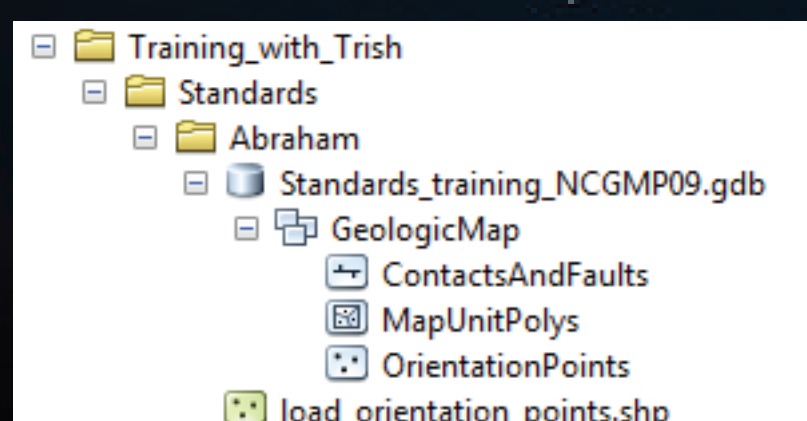 Training_with_Trish
Standards
Abraham
Standards_training_NCGMP09.gdb
GeologicMap
ContactsAndFaults
MapUnitPolys
OrientationPoints
load_orientation_points.shp